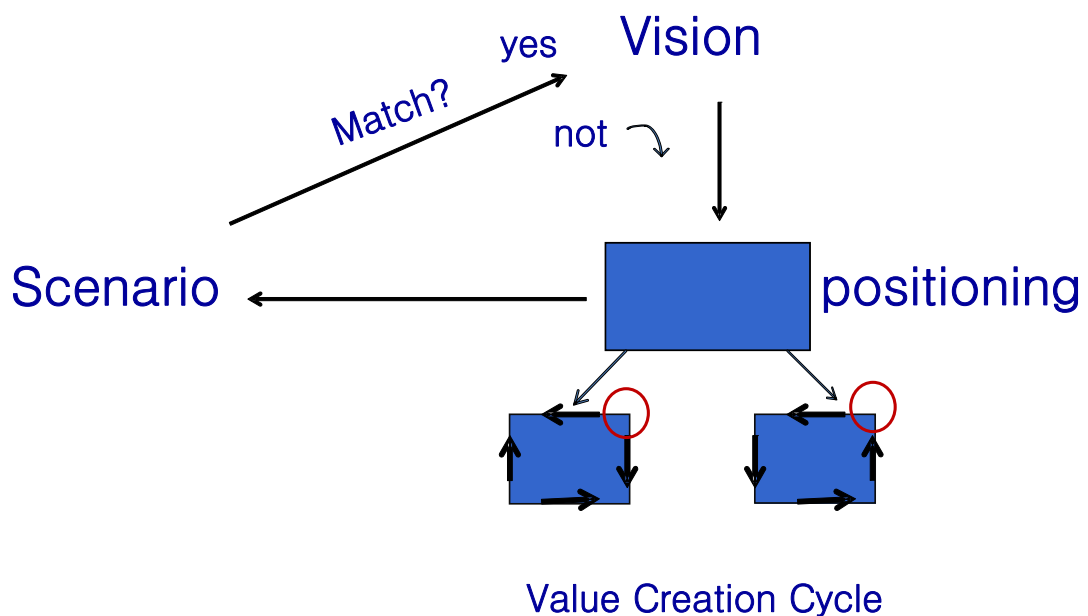 yes
Vision
Match?
not
Scenario
positioning
Value Creation Cycle